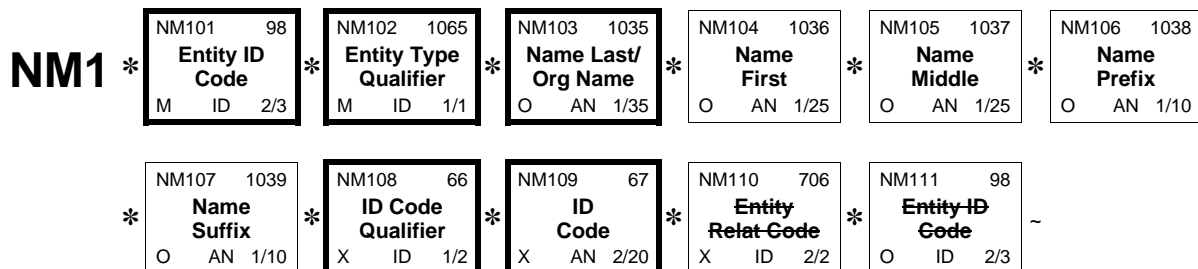 NM101 98 NM102 1065 NM103 1035 NM104 1036 NM105 1037 NM106 1038
NM1 * Entity ID * Entity Type * Name Last/ * Name * Name * Name
Code Qualifier Org Name First Middle Prefix
M ID 2/3 M ID 1/1 O AN 1/35 O AN 1/25 O AN 1/25 O AN 1/10
NM107 1039 NM108 66 NM109 67 NM110 706 NM111 98
* Name * ID Code * ID * Entity * Entity ID ~
Suffix Qualifier Code Relat Code Code
O AN 1/10 X ID 1/2 X AN 2/20 X ID 2/2 O ID 2/3